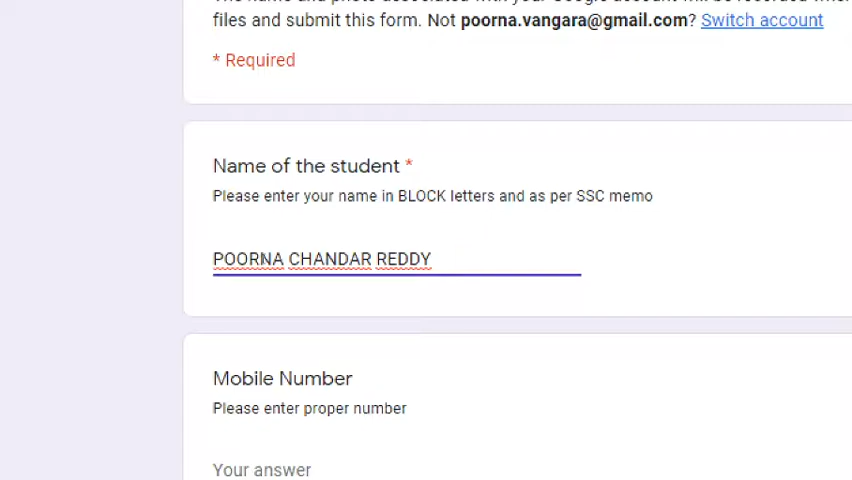 files and submit this form. Not poorna.vangara@gmail.com? Switch account
* Required
Name of the student *
Please enter your name in BLOCK letters and as per SSC memo
POORNA CHANDAR REDDY
Mobile Number
Please enter proper number
Your answer